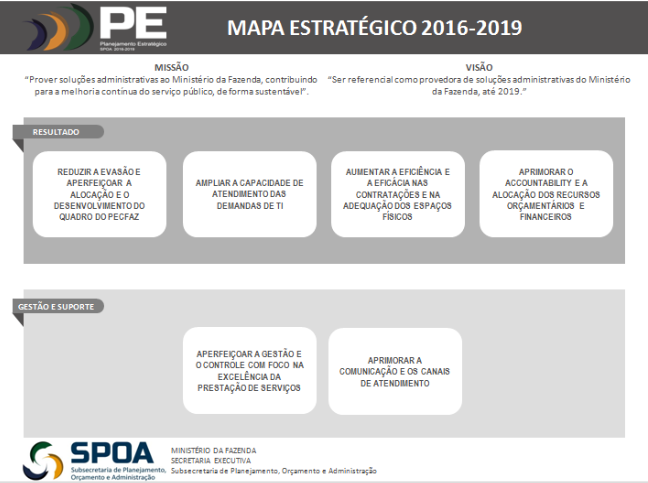 PE
Planejamento Estratégico
SPOA 2016-2019
MAPA ESTRATÉGICO 2016-2019
MISSÃO
“Prover soluções administrativas ao Ministério da Fazenda, contribuindo
para a melhoria contínua do serviço público, de forma sustentável”.
VISÃO
“Ser referencial como provedora de soluções administrativas do Ministério
da Fazenda, até 2019.”
RESULTADO
REDUZIR A EVASÃO E
APERFEIÇOAR A
ALOCAÇÃO E O
DESENVOLVIMENTO DO
QUADRO DO PECFAZ
AMPLIAR A CAPACIDADE DE
ATENDIMENTO DAS
DEMANDAS DE TI
AUMENTAR A EFICIÊNCIA E
A EFICÁCIA NAS
CONTRATAÇÕES E NA
ADEQUAÇÃO DOS ESPAÇOS
FÍSICOS
APRIMORAR O
ACCOUNTABILITY E A
ALOCAÇÃO DOS RECURSOS
ORÇAMENTÁRIOS E
FINANCEIROS
GESTÃO E SUPORTE
APERFEIÇOAR A GESTÃO E
O CONTROLE COM FOCO NA
EXCELÊNCIA DA
PRESTAÇÃO DE SERVIÇOS
APRIMORAR A
COMUNICAÇÃO E OS CANAIS
DE ATENDIMENTO
SPOA
Subsecretaria de Planejamento,
Orçamento e Administração
MINISTÉRIO DA FAZENDA
SECRETARIA EXECUTIVA
Subsecretaria de Planejamento, Orçamento e Administração